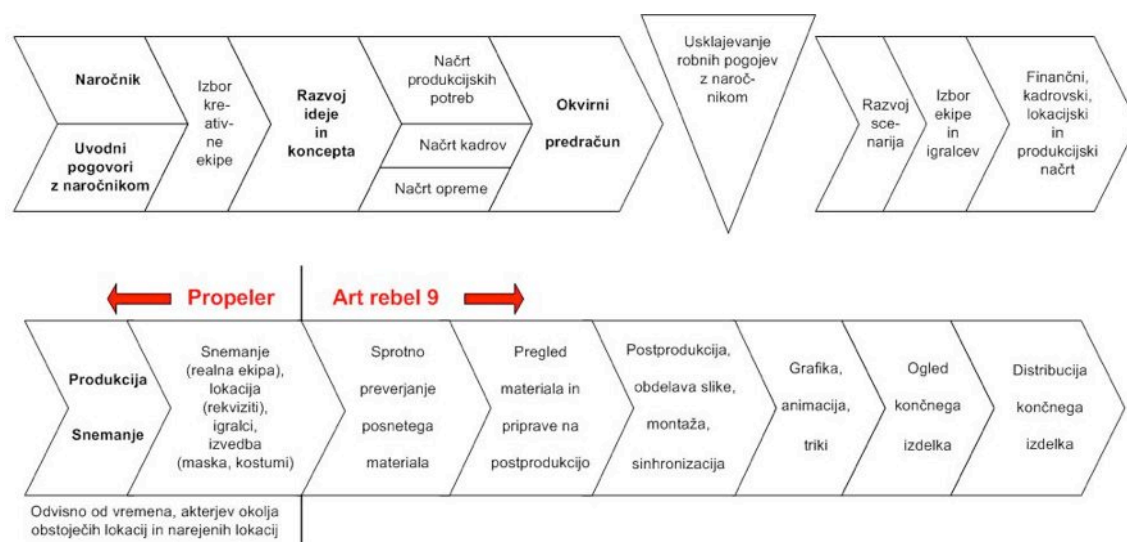 Naročnik
Uvodni
pogovori
z naročnikom
Izbor
kre-
ativ-
ne
ekipe
Razvoj
ideje
in
koncepta
Načrt
produkcijskih
potreb
Načrt kadrov
Načrt opreme
Okvirni
predračun
Usklajevanje
robnih pogojev
z naroč-
nikom
Razvoj
sce-
narija
Izbor
ekipe
in
igralcev
Finančni,
kadrovski,
lokacijski
in
produkcijski
načrt
Propeler
Art rebel 9
Produkcija
Snemanje
Snemanje
(realna ekipa),
lokacija
(rekviziti),
igralci,
izvedba
(maska, kostumi)
Sprotno
preverjanje
posnetega
materiala
Pregled
materiala in
priprave na
postprodukcijo
Postprodukcija,
obdelava slike,
montaža,
sinhronizacija
Grafika,
animacija,
triki
Ogled
končnega
izdelka
Distribucija
končnega
izdelka
Odvisno od vremena, akterjev okolja
obstoječih lokacij in narejenih lokacij